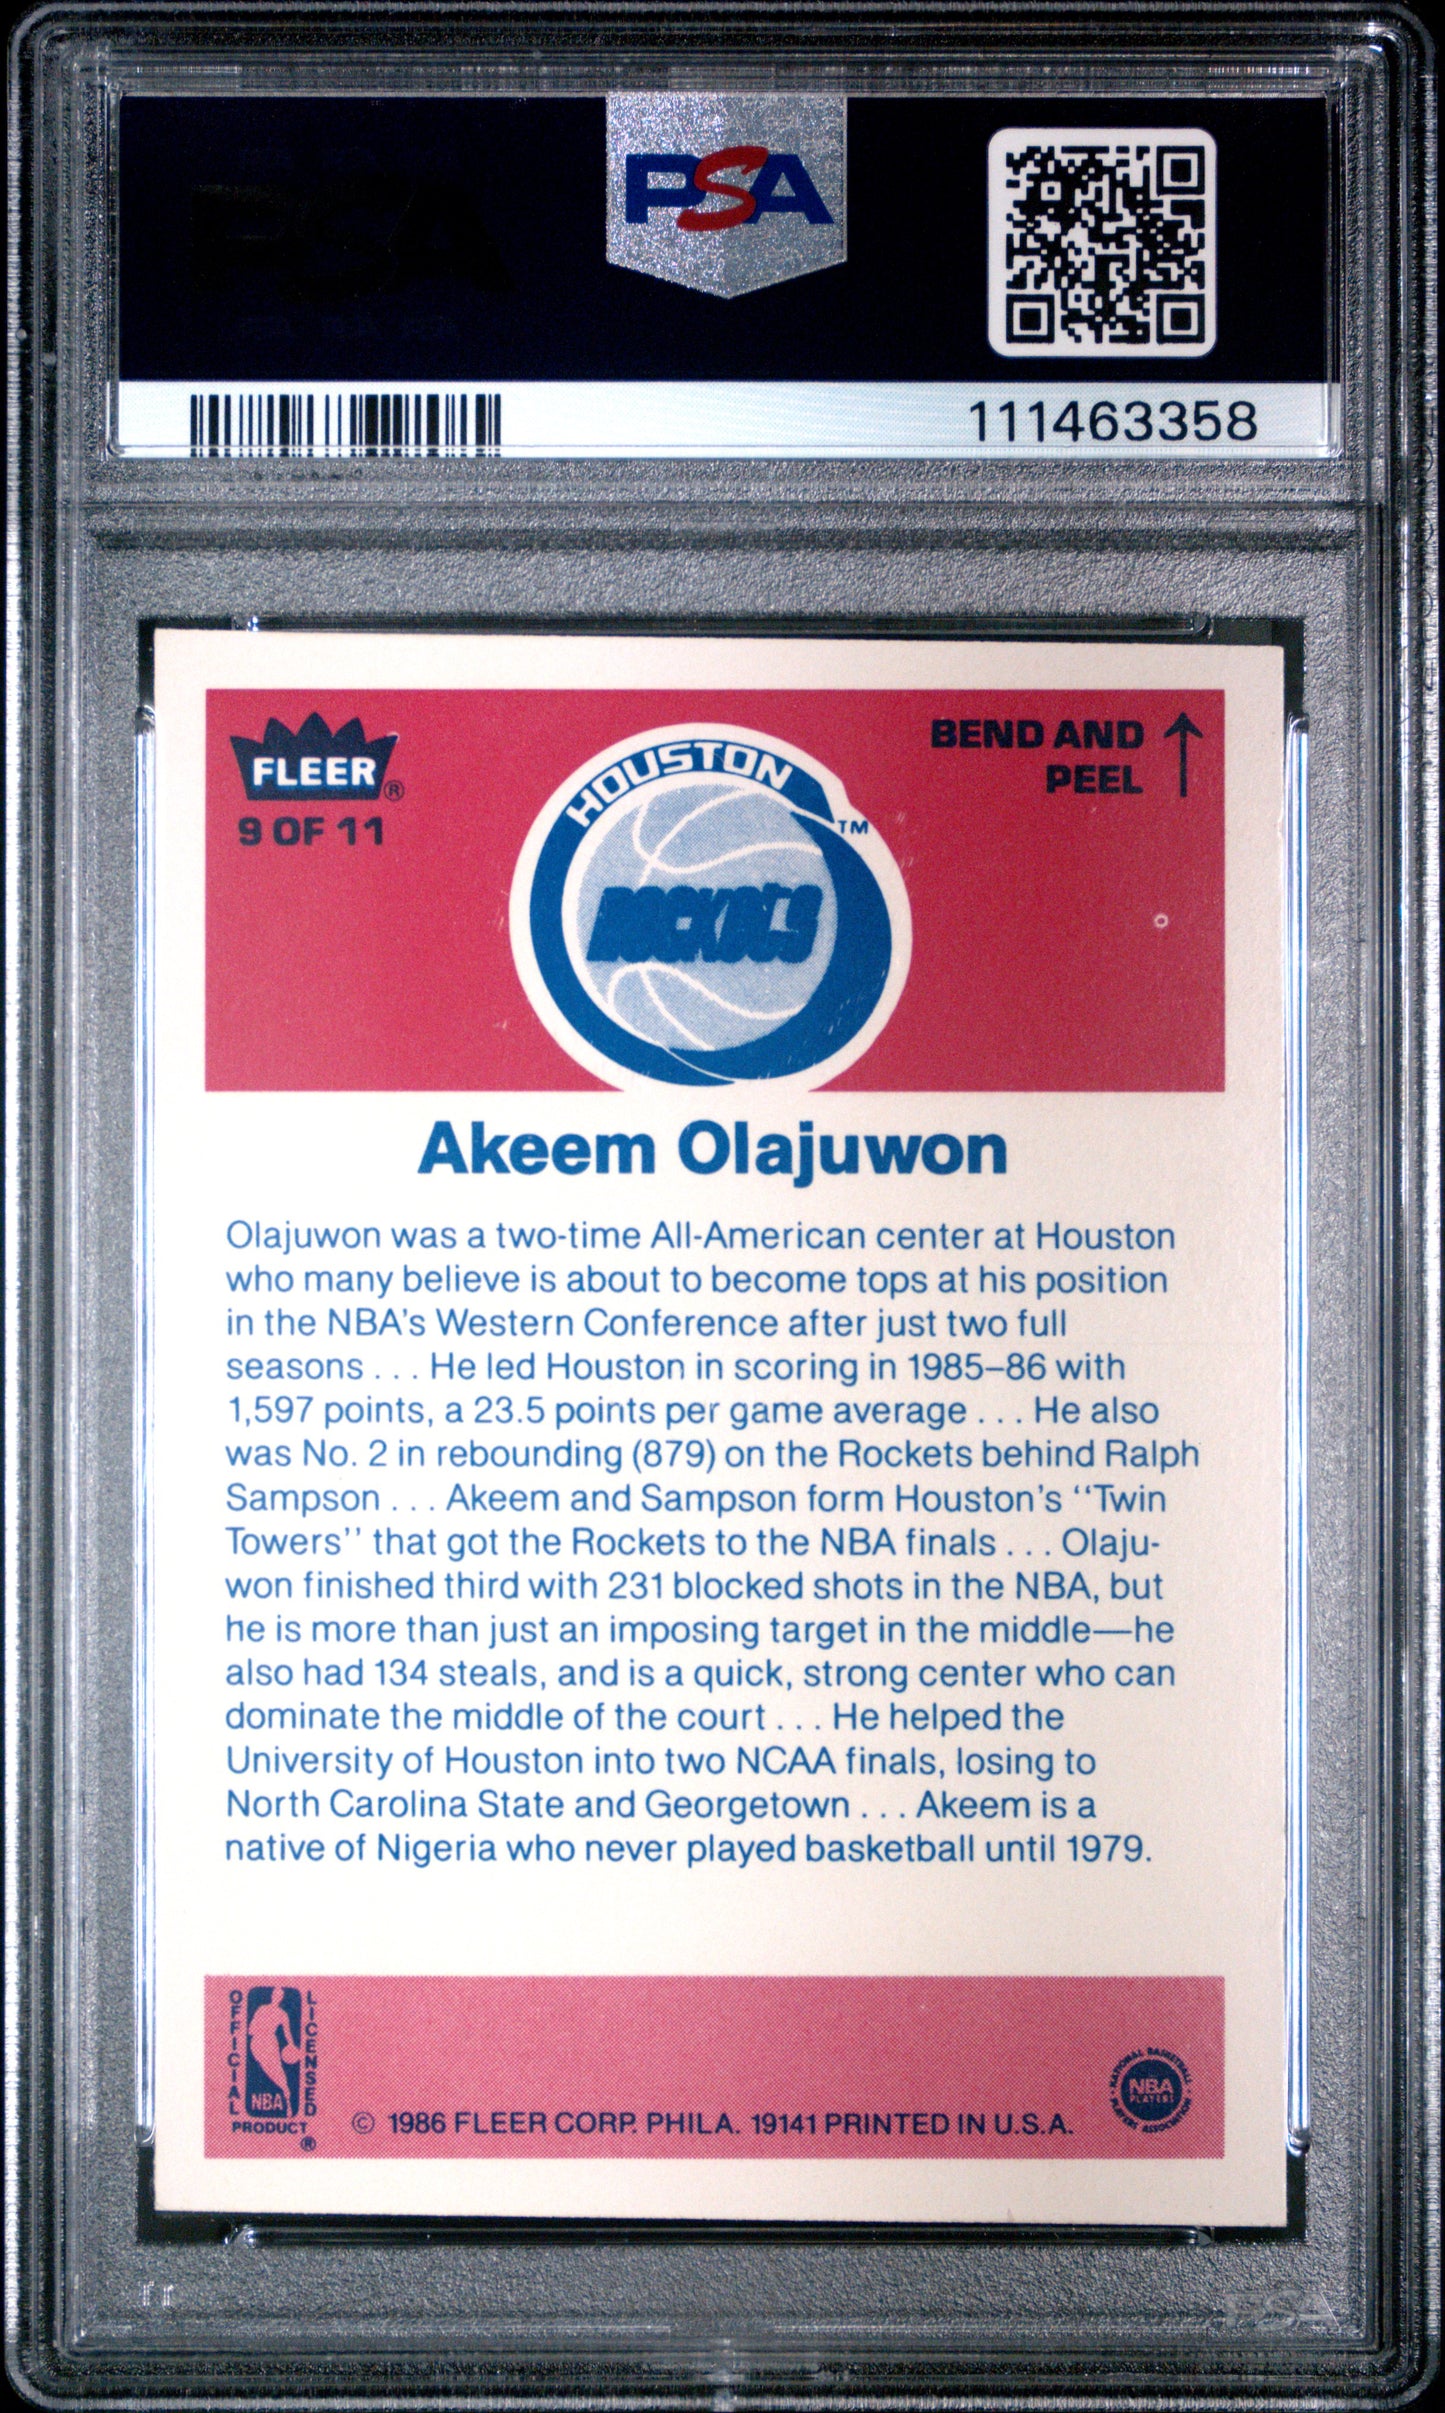 PSA
111463358
FLEER®
9 OF 11
BEND AND
PEEL
HOUSTON
TM
ROCKETS
Akeem Olajuwon
Olajuwon was a two-time All-American center at Houston
who many believe is about to become tops at his position
in the NBA's Western Conference after just two full
seasons . . . He led Houston in scoring in 1985–86 with
1,597 points, a 23.5 points per game average . . . He also
was No. 2 in rebounding (879) on the Rockets behind Ralph
Sampson . . . Akeem and Sampson form Houston's ‘‘Twin
Towers’’ that got the Rockets to the NBA finals . . . Olaju-
won finished third with 231 blocked shots in the NBA, but
he is more than just an imposing target in the middle—he
also had 134 steals, and is a quick, strong center who can
dominate the middle of the court . . . He helped the
University of Houston into two NCAA finals, losing to
North Carolina State and Georgetown . . . Akeem is a
native of Nigeria who never played basketball until 1979.
OFFICIAL
LICENSED
NBA
PRODUCT
®
© 1986 FLEER CORP. PHILA. 19141 PRINTED IN U.S.A.
NATIONAL BASKETBALL
NBA
PLAYERS
PLAYERS ASSOCIATION
PSA